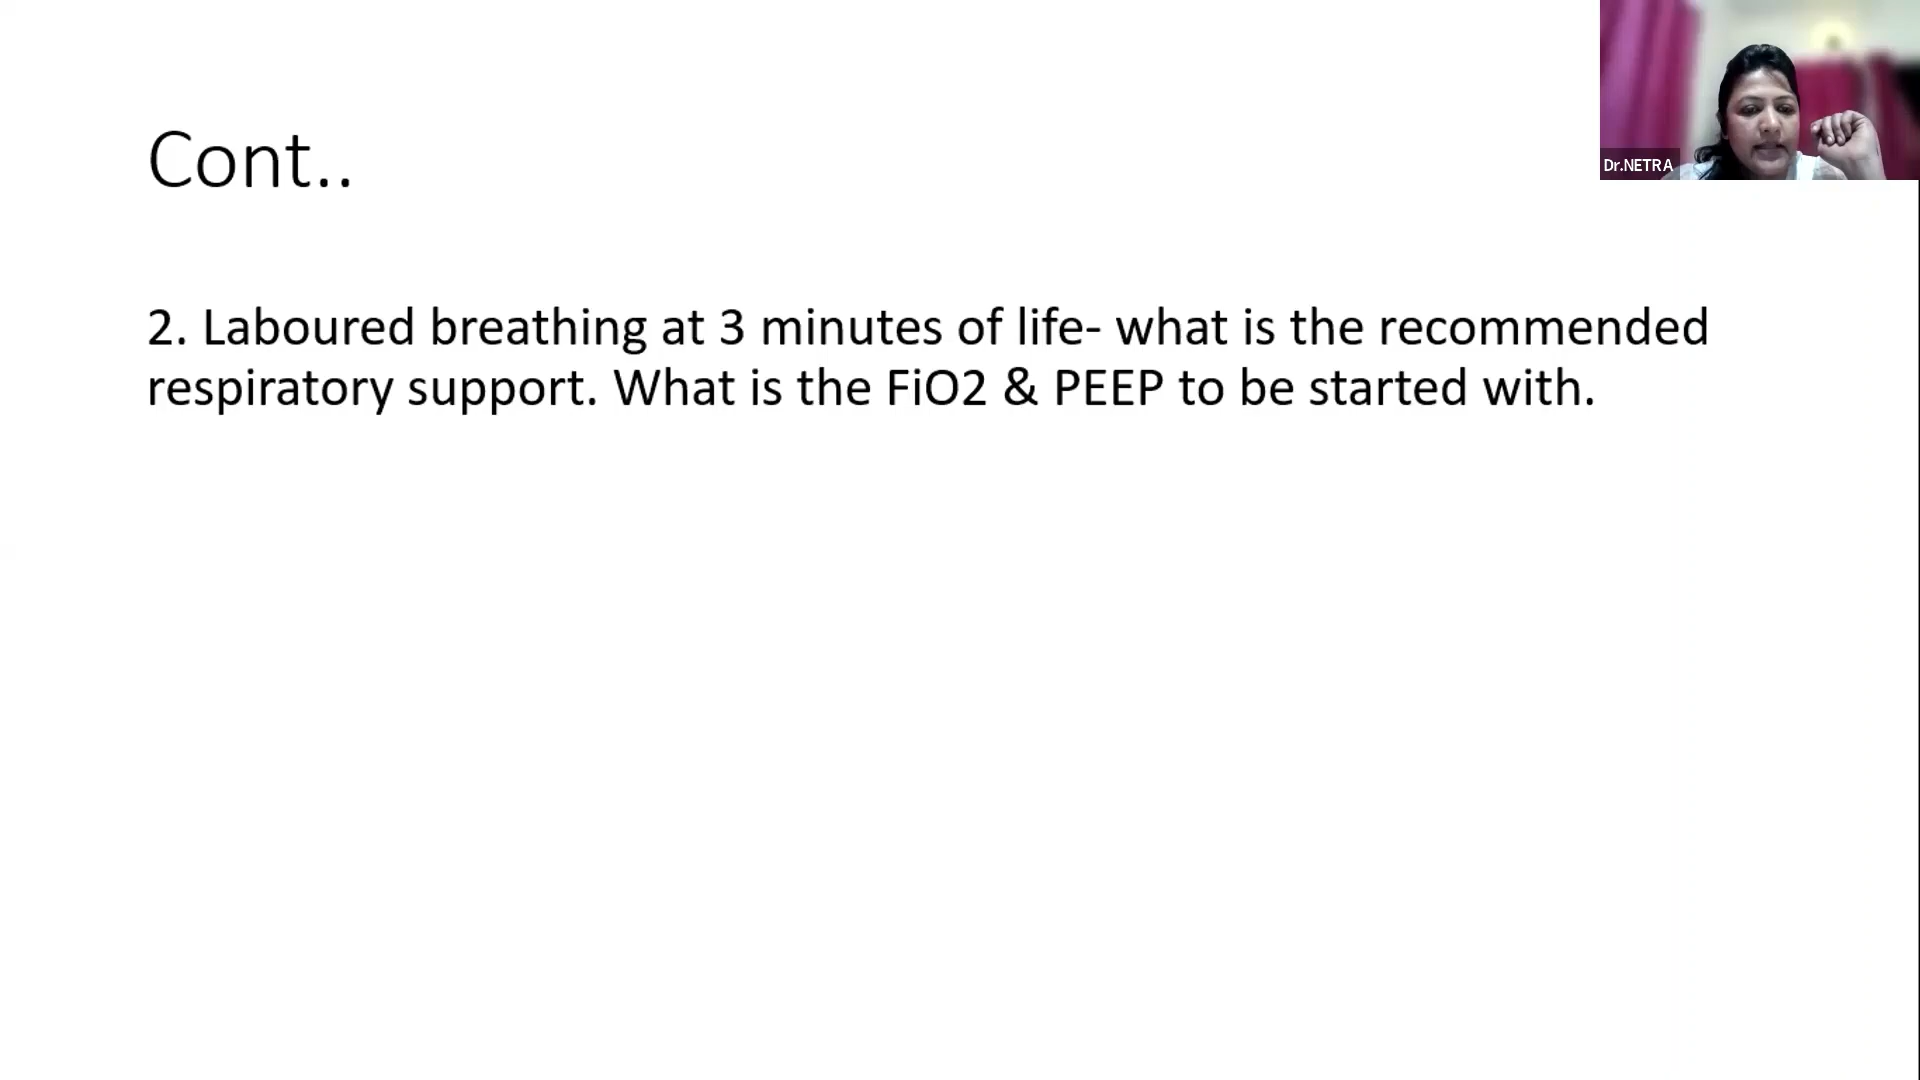 Cont..
Dr.NETRA
2. Laboured breathing at 3 minutes of life- what is the recommended
respiratory support. What is the FiO2 & PEEP to be started with.